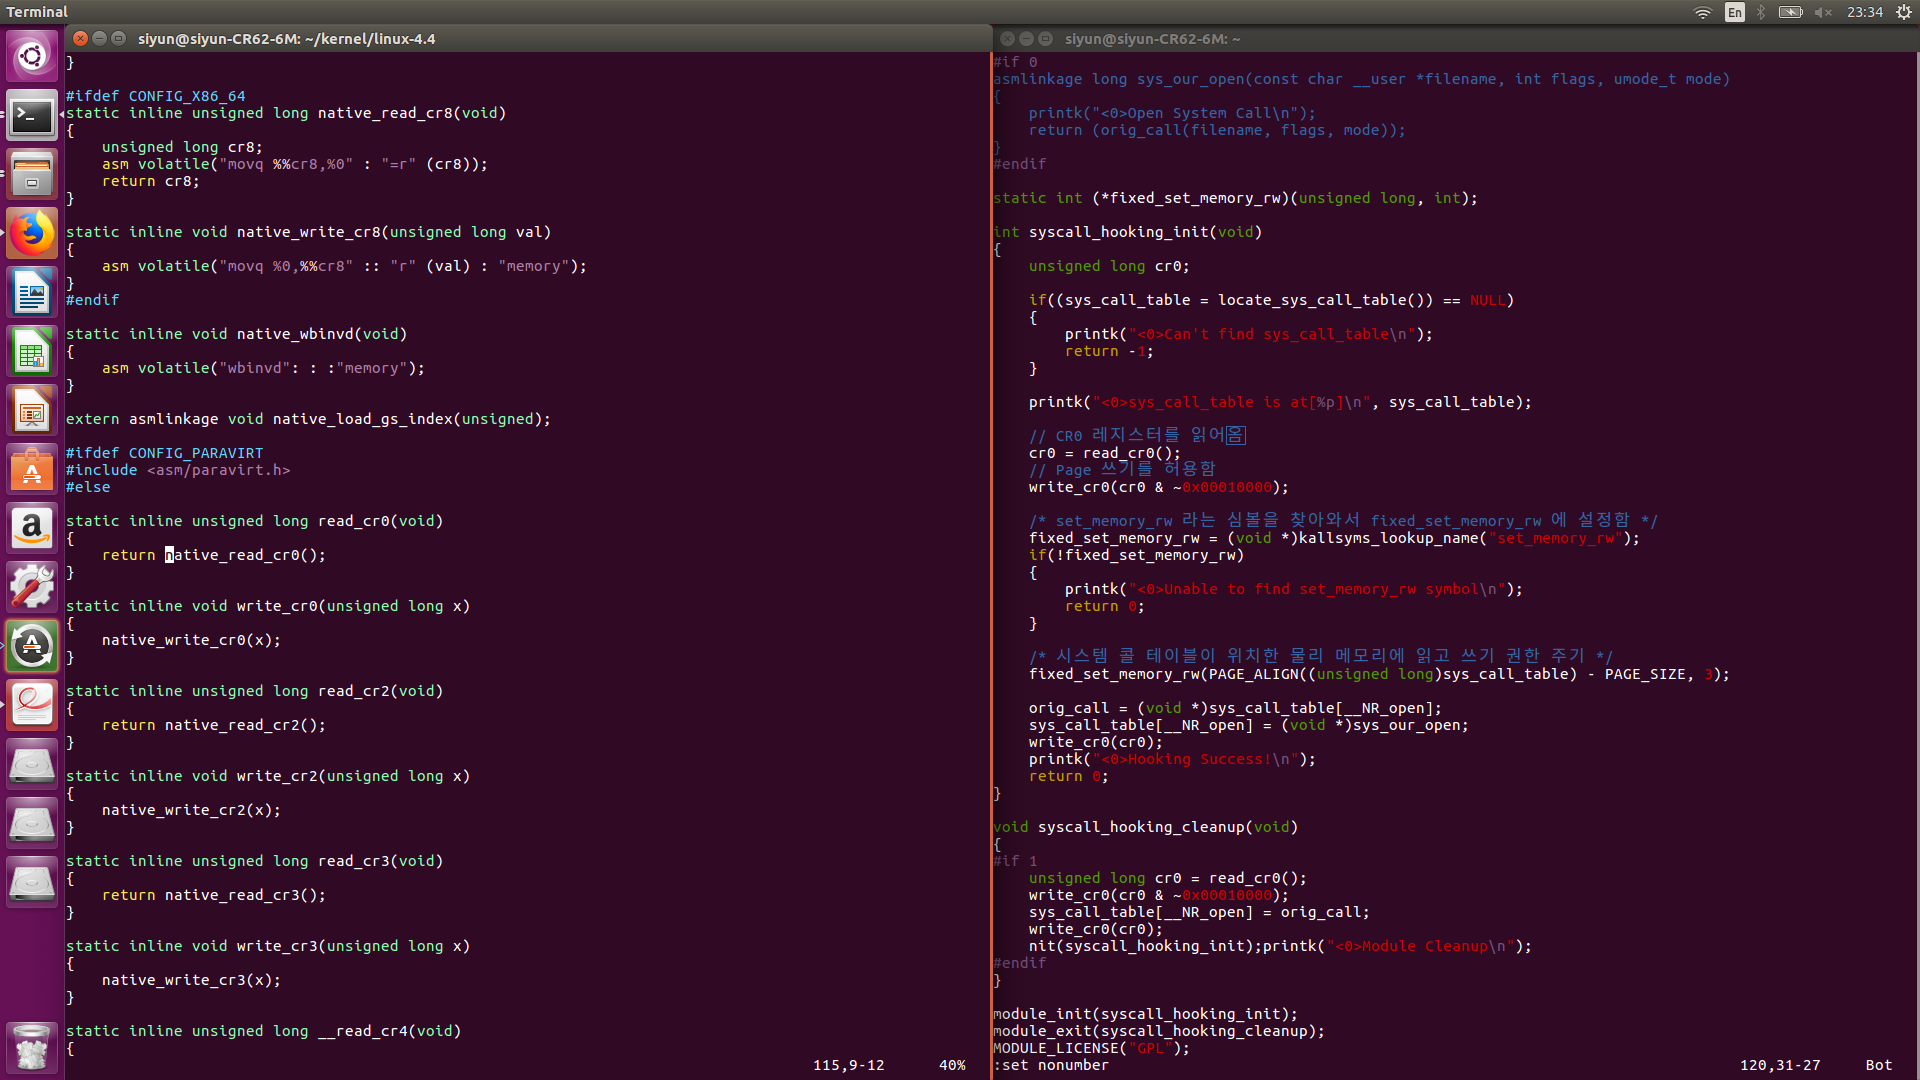 Terminal
En
23:34
siyun@siyun-CR62-6M: ~/kernel/linux-4.4
}
#ifdef CONFIG_X86_64
static inline unsigned long native_read_cr8(void)
{
    unsigned long cr8;
    asm volatile("movq %%cr8,%0" : "=r" (cr8));
    return cr8;
}
static inline void native_write_cr8(unsigned long val)
{
    asm volatile("movq %0,%%cr8" :: "r" (val) : "memory");
}
#endif
static inline void native_wbinvd(void)
{
    asm volatile("wbinvd": : :"memory");
}
extern asmlinkage void native_load_gs_index(unsigned);
#ifdef CONFIG_PARAVIRT
#include <asm/paravirt.h>
#else
static inline unsigned long read_cr0(void)
{
    return native_read_cr0();
}
static inline void write_cr0(unsigned long x)
{
    native_write_cr0(x);
}
static inline unsigned long read_cr2(void)
{
    return native_read_cr2();
}
static inline void write_cr2(unsigned long x)
{
    native_write_cr2(x);
}
static inline unsigned long read_cr3(void)
{
    return native_read_cr3();
}
static inline void write_cr3(unsigned long x)
{
    native_write_cr3(x);
}
static inline unsigned long __read_cr4(void)
{
115,9-12 40%
siyun@siyun-CR62-6M: ~
#if 0
asmlinkage long sys_our_open(const char __user *filename, int flags, umode_t mode)
{
    printk("<0>Open System Call\n");
    return (orig_call(filename, flags, mode));
}
#endif
static int (*fixed_set_memory_rw)(unsigned long, int);
int syscall_hooking_init(void)
{
    unsigned long cr0;
    if((sys_call_table = locate_sys_call_table()) == NULL)
    {
        printk("<0>Can't find sys_call_table\n");
        return -1;
    }
    printk("<0>sys_call_table is at[%p]\n", sys_call_table);
    // CR0 레지스터를 읽어옴
    cr0 = read_cr0();
    // Page 쓰기를 허용함
    write_cr0(cr0 & ~0x00010000);
    /* set_memory_rw 라는 심볼을 찾아와서 fixed_set_memory_rw 에 설정함 */
    fixed_set_memory_rw = (void *)kallsyms_lookup_name("set_memory_rw");
    if(!fixed_set_memory_rw)
    {
        printk("<0>Unable to find set_memory_rw symbol\n");
        return 0;
    }
    /* 시스템 콜 테이블이 위치한 물리 메모리에 읽고 쓰기 권한 주기 */
    fixed_set_memory_rw(PAGE_ALIGN((unsigned long)sys_call_table) - PAGE_SIZE, 3);
    orig_call = (void *)sys_call_table[__NR_open];
    sys_call_table[__NR_open] = (void *)sys_our_open;
    write_cr0(cr0);
    printk("<0>Hooking Success!\n");
    return 0;
}
void syscall_hooking_cleanup(void)
{
#if 1
    unsigned long cr0 = read_cr0();
    write_cr0(cr0 & ~0x00010000);
    sys_call_table[__NR_open] = orig_call;
    write_cr0(cr0);
    nit(syscall_hooking_init);printk("<0>Module Cleanup\n");
#endif
}
module_init(syscall_hooking_init);
module_exit(syscall_hooking_cleanup);
MODULE_LICENSE("GPL");
:set nonumber 120,31-27 Bot